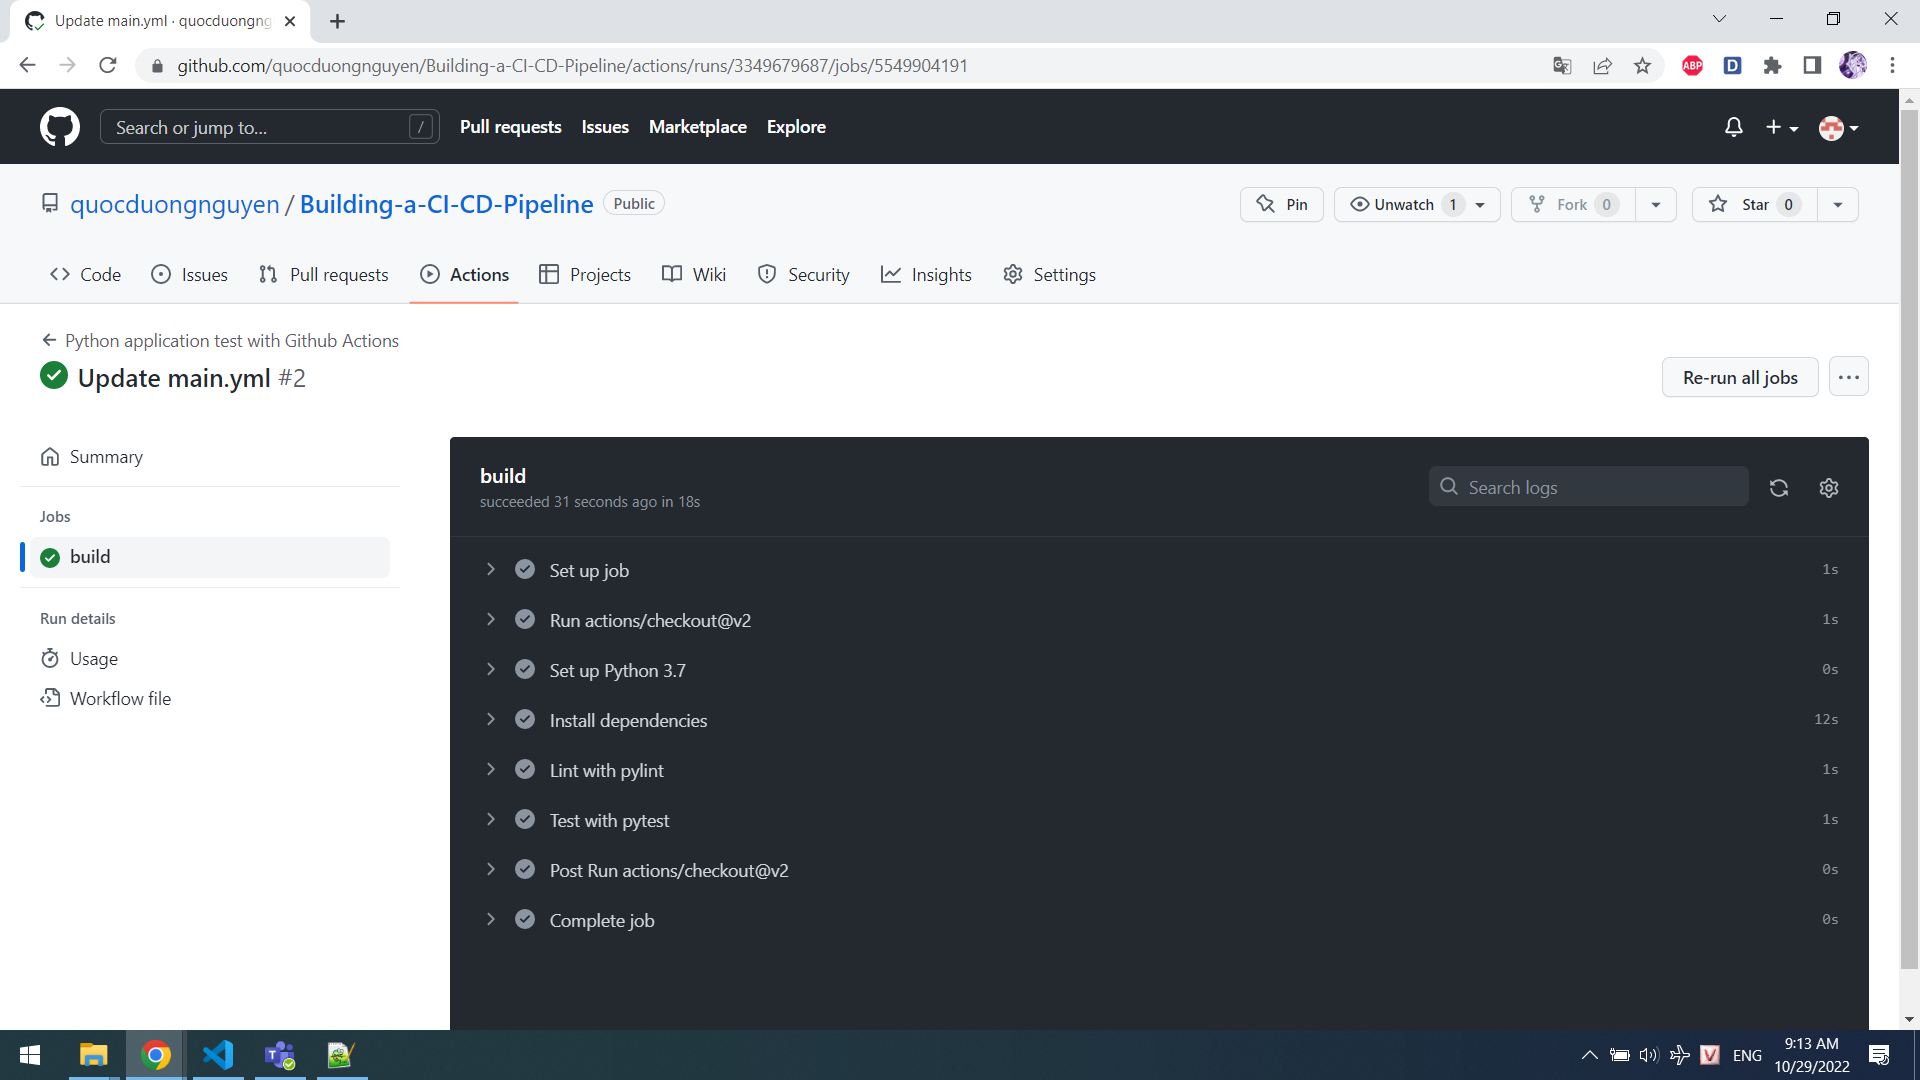 Update main.yml · quocduongng
github.com/quocduongnguyen/Building-a-CI-CD-Pipeline/actions/runs/3349679687/jobs/5549904191
ABP
D
Search or jump to... /
Pull requests Issues Marketplace Explore
quocduongnguyen / Building-a-CI-CD-Pipeline Public
Pin Unwatch 1 Fork 0 Star 0
Code Issues Pull requests Actions Projects Wiki Security Insights Settings
Python application test with Github Actions
Update main.yml #2
Re-run all jobs
Summary
Jobs
build
Run details
Usage
Workflow file
build
succeeded 31 seconds ago in 18s
Search logs
Set up job 1s
Run actions/checkout@v2 1s
Set up Python 3.7 0s
Install dependencies 12s
Lint with pylint 1s
Test with pytest 1s
Post Run actions/checkout@v2 0s
Complete job 0s
V ENG
9:13 AM
10/29/2022